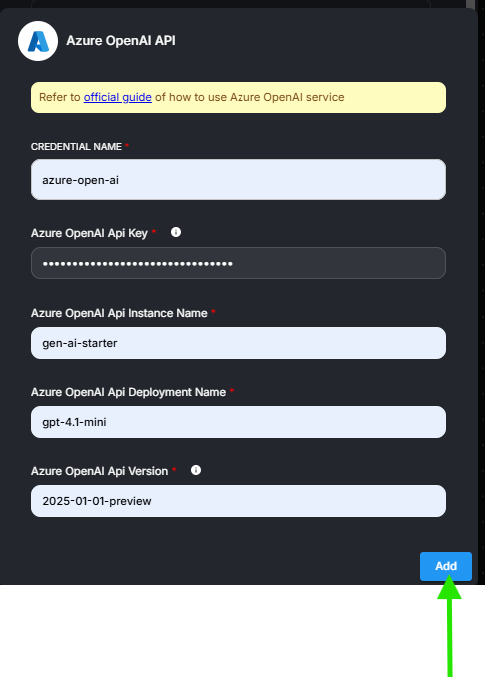 Azure OpenAI API
Refer to official guide of how to use Azure OpenAI service
CREDENTIAL NAME *
azure-open-ai
Azure OpenAI Api Key *
••••••••••••••••••••••••••••••••
Azure OpenAI Api Instance Name *
gen-ai-starter
Azure OpenAI Api Deployment Name *
gpt-4.1-mini
Azure OpenAI Api Version *
2025-01-01-preview
Add